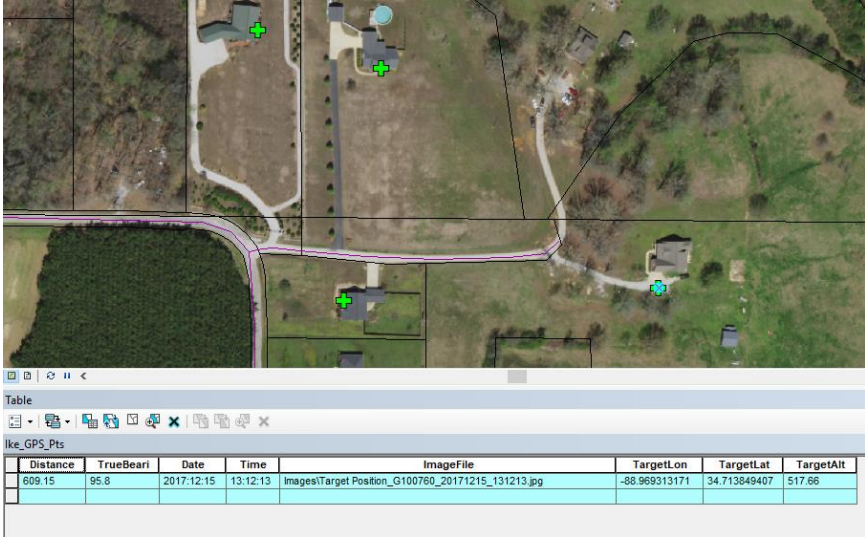 Table
Ike_GPS_Pts
Distance TrueBeari Date Time ImageFile TargetLon TargetLat TargetAlt
609.15 95.8 2017:12:15 13:12:13 Images\Target Position_G100760_20171215_131213.jpg -88.969313171 34.713849407 517.66